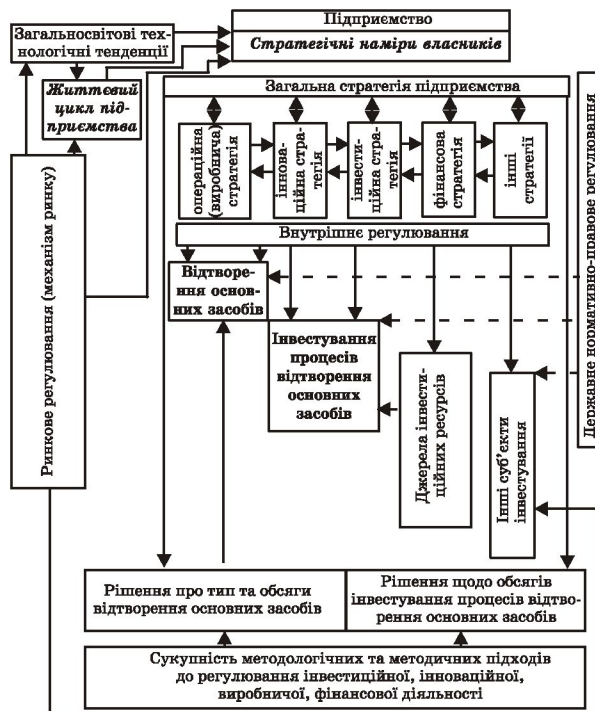 Підприємство
Стратегічні наміри власників
Загальносвітові тех-
нологічні тенденції
Життєвий
цикл під-
приємства
Загальна стратегія підприємства
операційна
(виробнича)
стратегія
іннова-
ційна стра-
тегія
інвести-
ційна стра-
тегія
фінансова
стратегія
інші
стратегії
Внутрішнє регулювання
Ринкове регулювання (механізм ринку)
Державне нормативно-правове регулювання
Відтворе-
ння основ-
них засобів
Інвестування
процесів
відтворення
основних
засобів
Джерела інвести-
ційних ресурсів
Інші суб’єкти
інвестування
Рішення про тип та обсяги
відтворення основних засобів
Рішення щодо обсягів
інвестування процесів відтво-
рення основних засобів
Сукупність методологічних та методичних підходів
до регулювання інвестиційної, інноваційної,
виробничої, фінансової діяльності